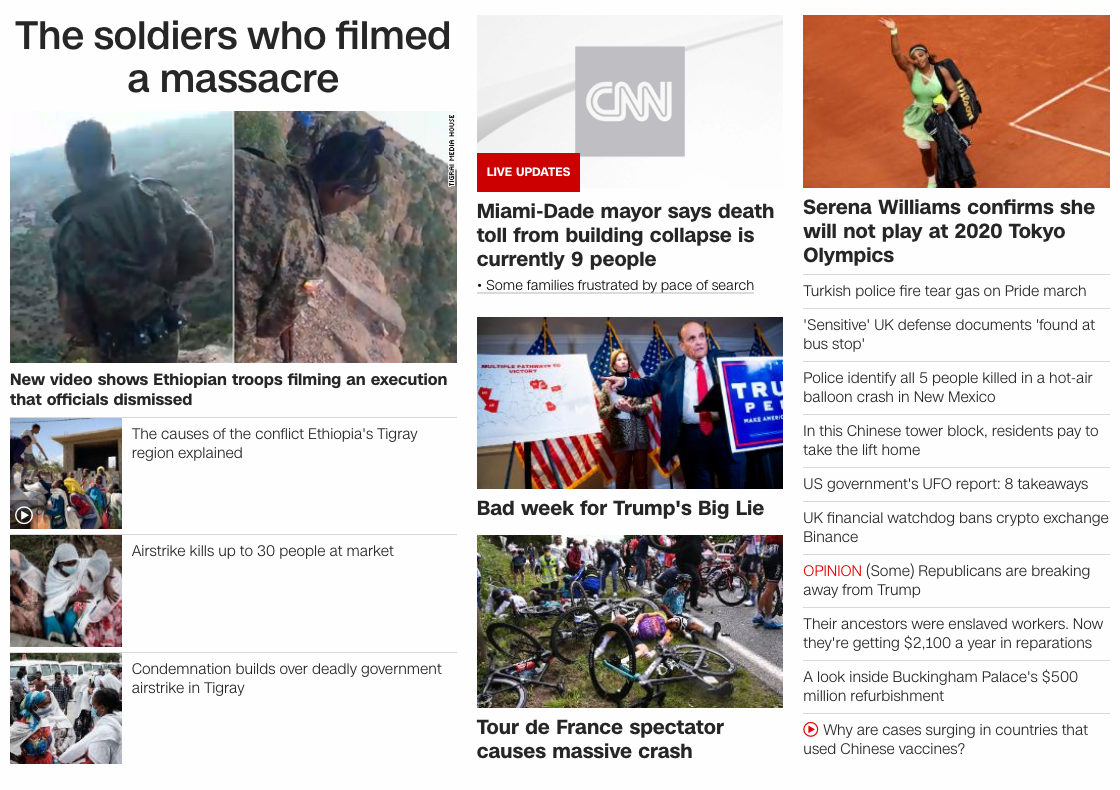 The soldiers who filmed
a massacre
TIGRAI MEDIA HOUSE
New video shows Ethiopian troops filming an execution
that officials dismissed
The causes of the conflict Ethiopia's Tigray
region explained
Airstrike kills up to 30 people at market
Condemnation builds over deadly government
airstrike in Tigray
CNN
LIVE UPDATES
Miami-Dade mayor says death
toll from building collapse is
currently 9 people
• Some families frustrated by pace of search
MULTIPLE PATHWAYS TO
VICTORY
TRU
PE
MAKE AMERICA
Bad week for Trump's Big Lie
Tour de France spectator
causes massive crash
Wilson
Serena Williams confirms she
will not play at 2020 Tokyo
Olympics
Turkish police fire tear gas on Pride march
'Sensitive' UK defense documents 'found at
bus stop'
Police identify all 5 people killed in a hot-air
balloon crash in New Mexico
In this Chinese tower block, residents pay to
take the lift home
US government's UFO report: 8 takeaways
UK financial watchdog bans crypto exchange
Binance
OPINION (Some) Republicans are breaking
away from Trump
Their ancestors were enslaved workers. Now
they're getting $2,100 a year in reparations
A look inside Buckingham Palace's $500
million refurbishment
Why are cases surging in countries that
used Chinese vaccines?